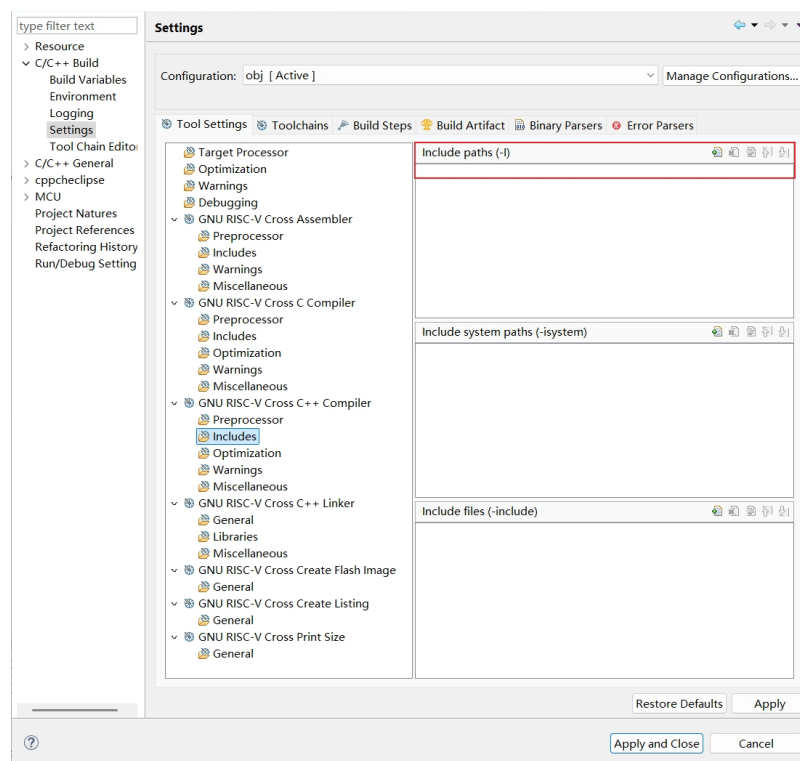 type filter text
Settings
Resource
C/C++ Build
Build Variables
Environment
Logging
Settings
Tool Chain Editor
C/C++ General
cppcheclipse
MCU
Project Natures
Project References
Refactoring History
Run/Debug Setting
Configuration: obj [ Active ] Manage Configurations...
Tool Settings Toolchains Build Steps Build Artifact Binary Parsers Error Parsers
Target Processor
Optimization
Warnings
Debugging
GNU RISC-V Cross Assembler
Preprocessor
Includes
Warnings
Miscellaneous
GNU RISC-V Cross C Compiler
Preprocessor
Includes
Optimization
Warnings
Miscellaneous
GNU RISC-V Cross C++ Compiler
Preprocessor
Includes
Optimization
Warnings
Miscellaneous
GNU RISC-V Cross C++ Linker
General
Libraries
Miscellaneous
GNU RISC-V Cross Create Flash Image
General
GNU RISC-V Cross Create Listing
General
GNU RISC-V Cross Print Size
General
Include paths (-I)
Include system paths (-isystem)
Include files (-include)
Restore Defaults Apply
Apply and Close Cancel